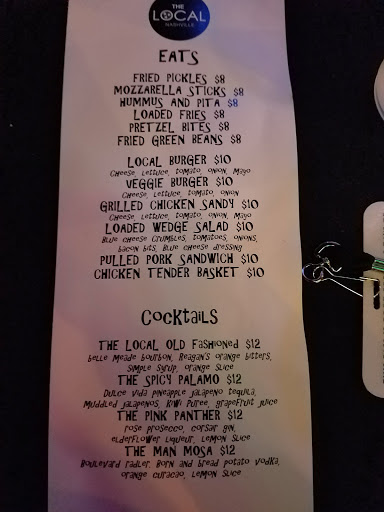 THE
LOCAL
NASHVILLE
EATS
FRIED PICKLES $8
MOZZARELLA STICKS $8
HUMMUS AND PITA $8
LOADED FRIES $8
PRETZEL BITES $8
FRIED GREEN BEANS $8
LOCAL BURGER $10
Cheese, Lettuce, tomato, onion, Mayo
VEGGIE BURGER $10
Cheese, Lettuce, tomato, onion
GRILLED CHICKEN SANDY $10
Cheese, Lettuce, tomato, onion, Mayo
LOADED WEDGE SALAD $10
Blue cheese crumbles, tomatoes, onions,
bacon bits, Blue cheese dressing
PULLED PORK SANDWICH $10
CHICKEN TENDER BASKET $10
Cocktails
THE LOCAL OLD Fashioned $12
belle Meade bourbon, Reagan's orange bitters,
simple syrup, orange slice
THE SPICY PALAMO $12
Dulce Vida pineapple jalapeno tequila,
Muddled jalapenos, kiwi puree, grapefruit juice
THE PINK PANTHER $12
rose prosecco, corsair gin,
elderflower liqueur, lemon slice
THE MAN MOSA $12
Boulevard radler, Born and bread potato vodka,
orange curacao, lemon slice